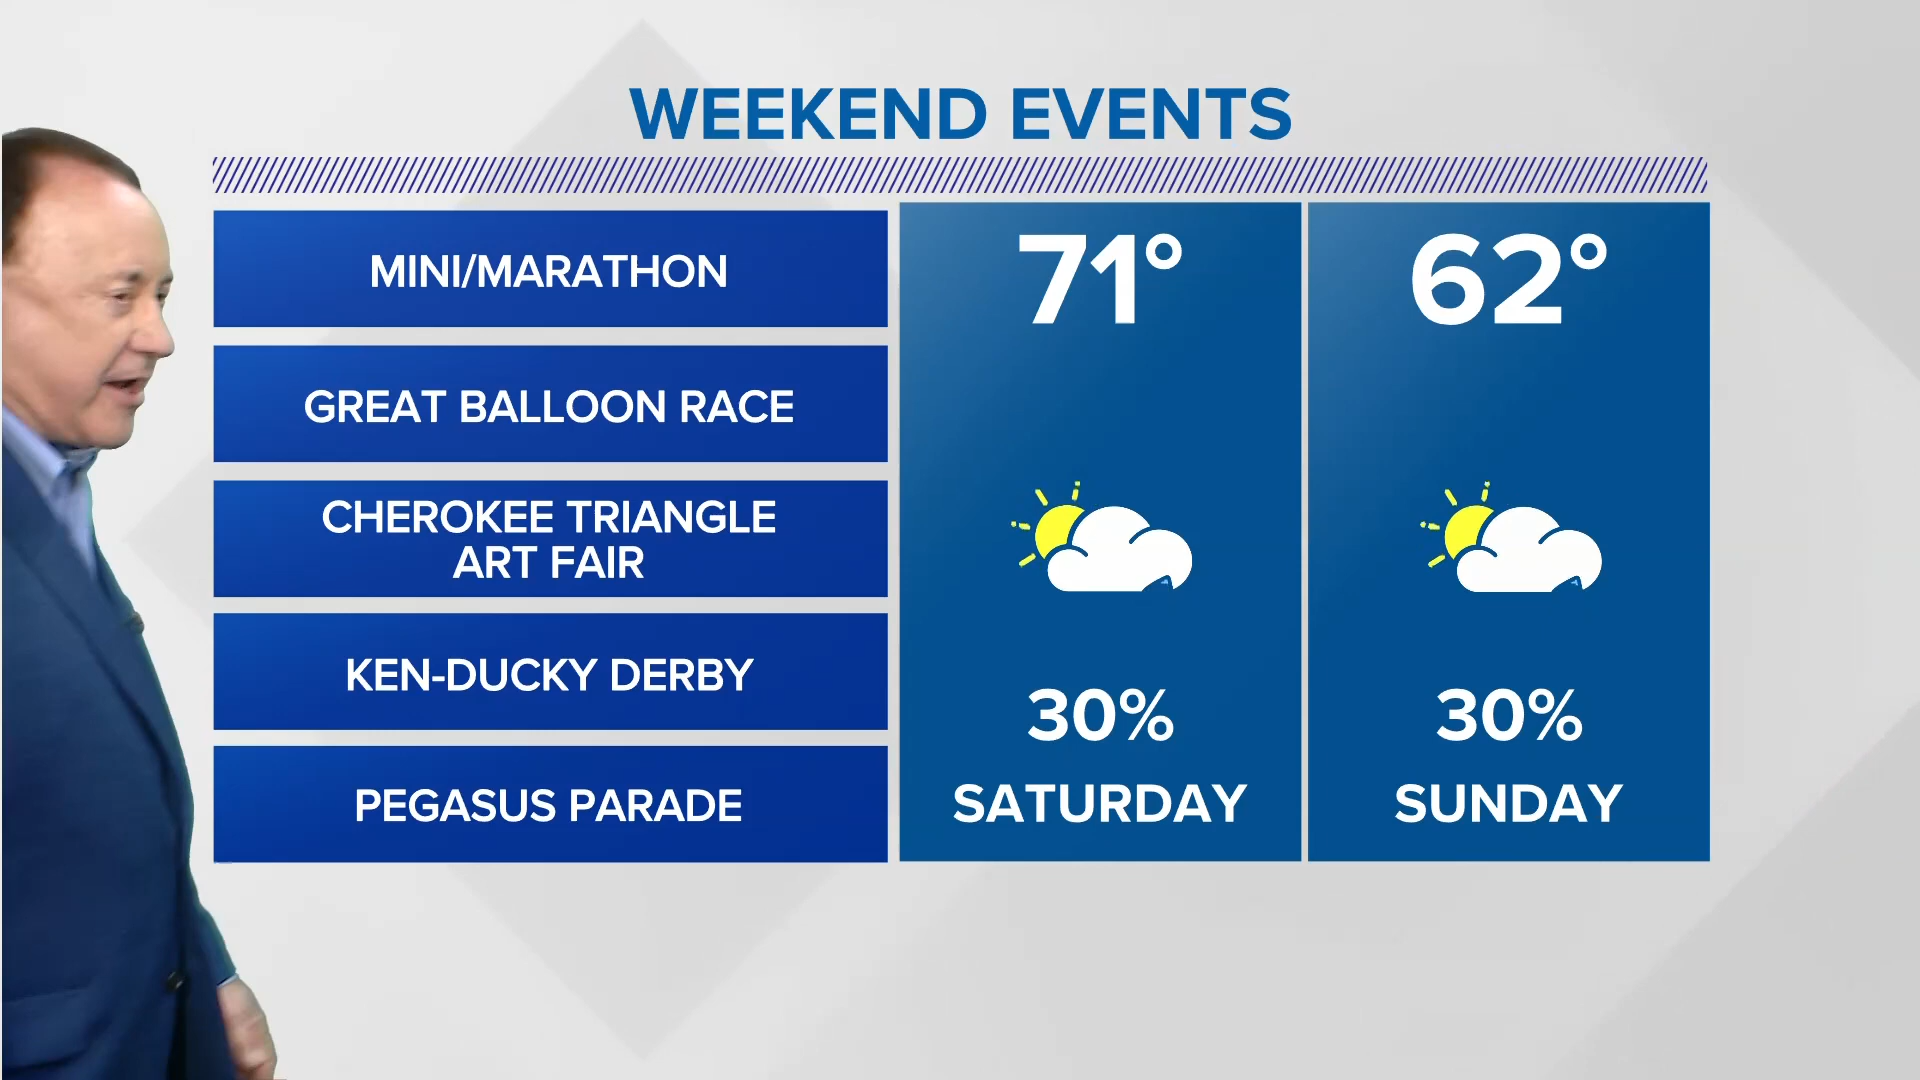 WEEKEND EVENTS
MINI/MARATHON
GREAT BALLOON RACE
CHEROKEE TRIANGLE
ART FAIR
KEN-DUCKY DERBY
PEGASUS PARADE
71°
30%
SATURDAY
62°
30%
SUNDAY